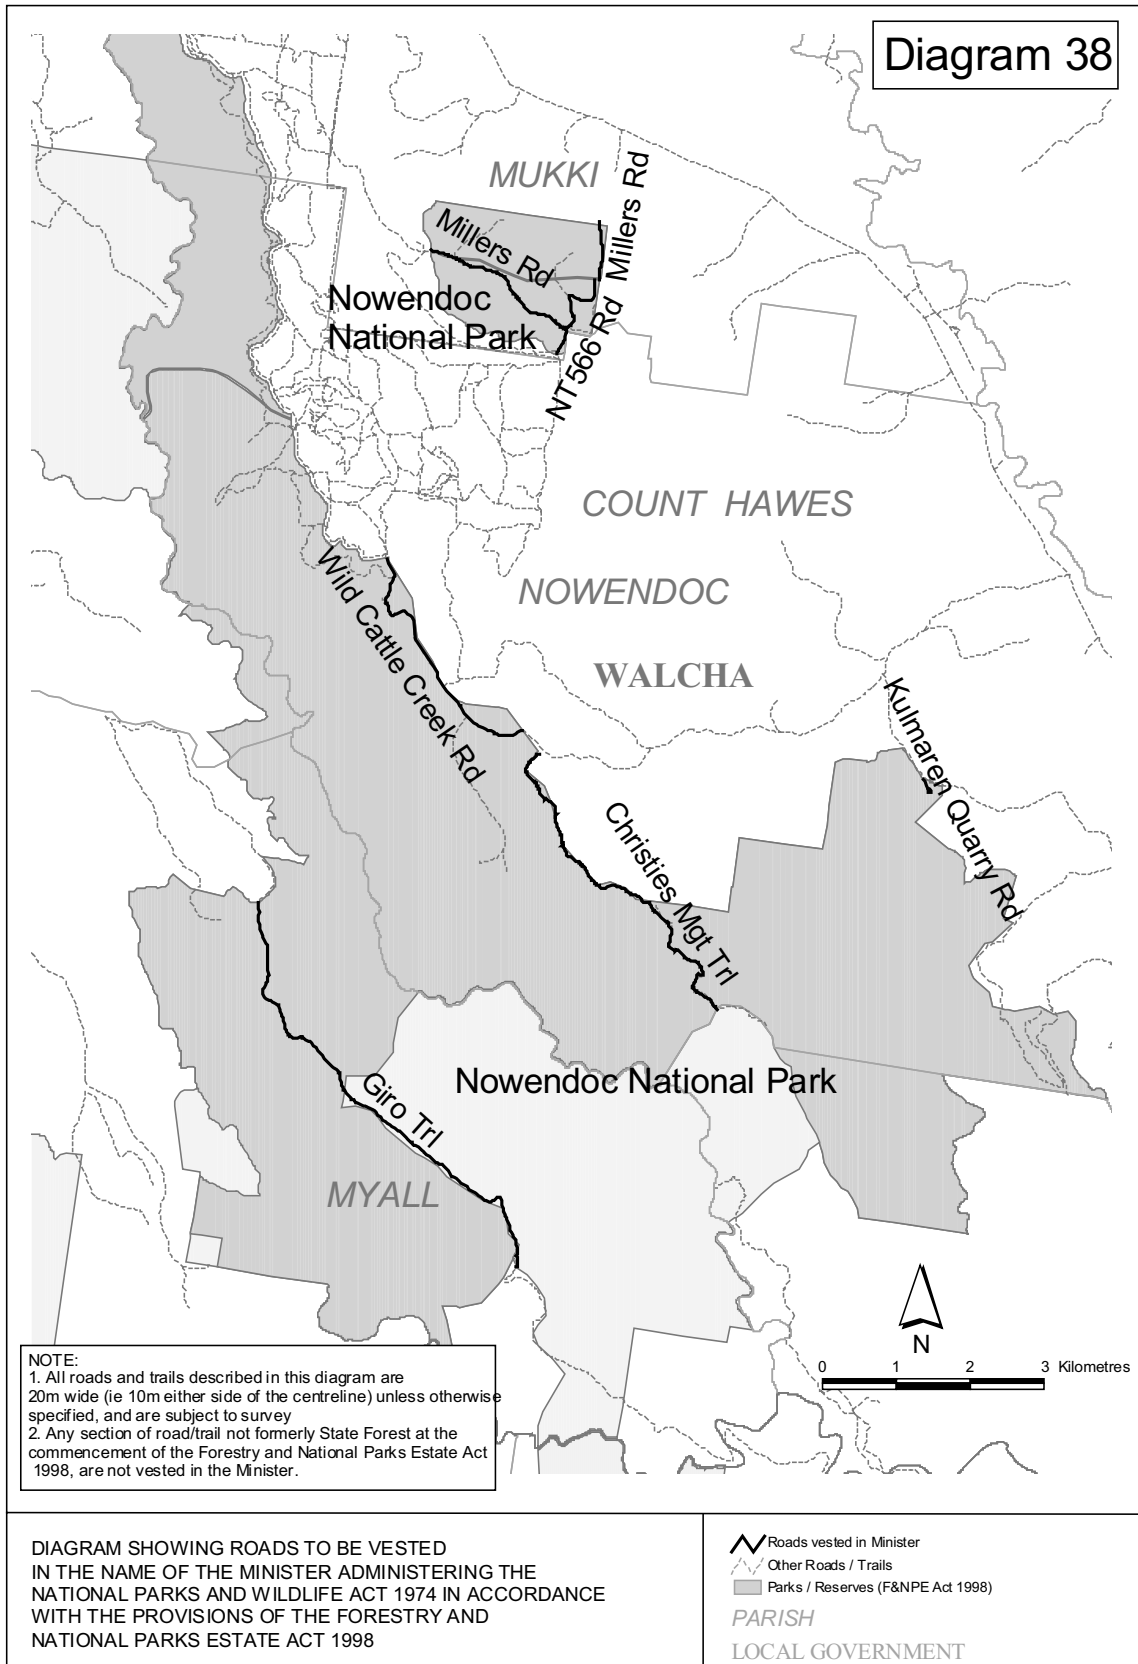 Diagram 38
MUKKI
Millers Rd
Millers Rd
Nowendoc
National Park
NT566 Rd
COUNT HAWES
NOWENDOC
WALCHA
Wild Cattle Creek Rd
Kulmaren Quarry Rd
Christies Mgt Trl
Nowendoc National Park
Giro Trl
MYALL
N
0 1 2 3 Kilometres
NOTE:
1. All roads and trails described in this diagram are
20m wide (ie 10m either side of the centreline) unless otherwise
specified, and are subject to survey
2. Any section of road/trail not formerly State Forest at the
commencement of the Forestry and National Parks Estate Act
1998, are not vested in the Minister.
DIAGRAM SHOWING ROADS TO BE VESTED
IN THE NAME OF THE MINISTER ADMINISTERING THE
NATIONAL PARKS AND WILDLIFE ACT 1974 IN ACCORDANCE
WITH THE PROVISIONS OF THE FORESTRY AND
NATIONAL PARKS ESTATE ACT 1998
Roads vested in Minister
Other Roads / Trails
Parks / Reserves (F&NPE Act 1998)
PARISH
LOCAL GOVERNMENT